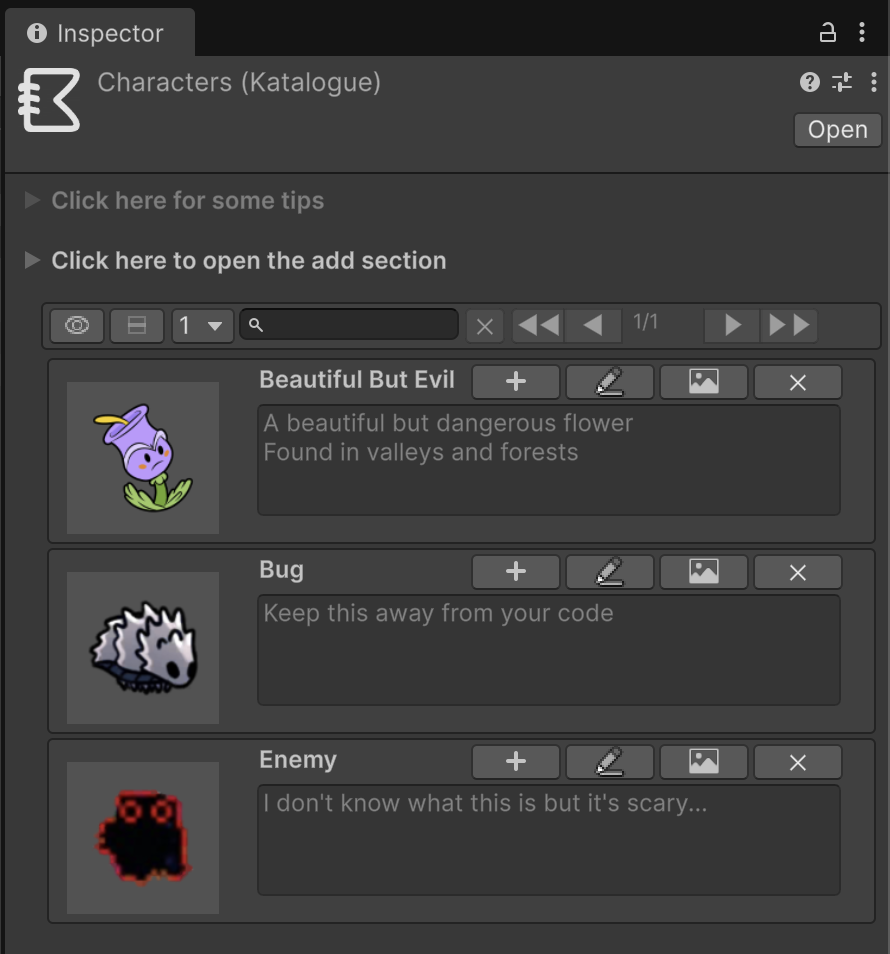 Inspector
Characters (Katalogue)
Open
Click here for some tips
Click here to open the add section
1
1/1
Beautiful But Evil
A beautiful but dangerous flower
Found in valleys and forests
Bug
Keep this away from your code
Enemy
I don't know what this is but it's scary...